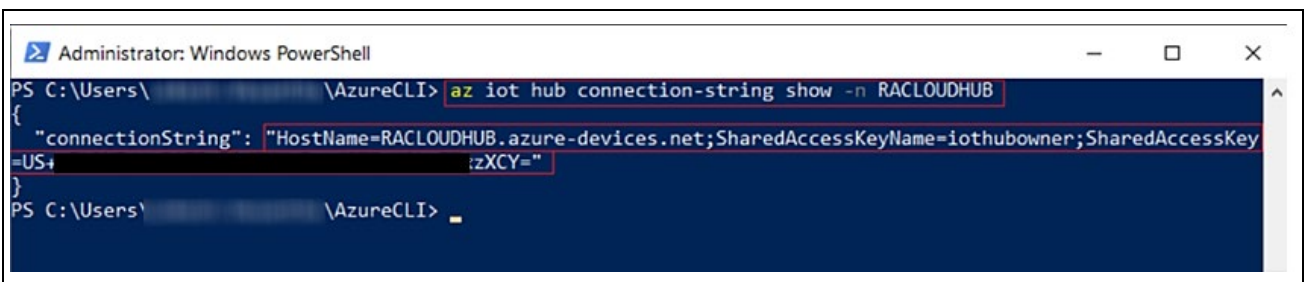 Administrator: Windows PowerShell
PS C:\Users\ \AzureCLI> az iot hub connection-string show -n RACLOUDHUB
{
"connectionString": "HostName=RACLOUDHUB.azure-devices.net;SharedAccessKeyName=iothubowner;SharedAccessKey
=US+ zXCY="
}
PS C:\Users\ \AzureCLI>